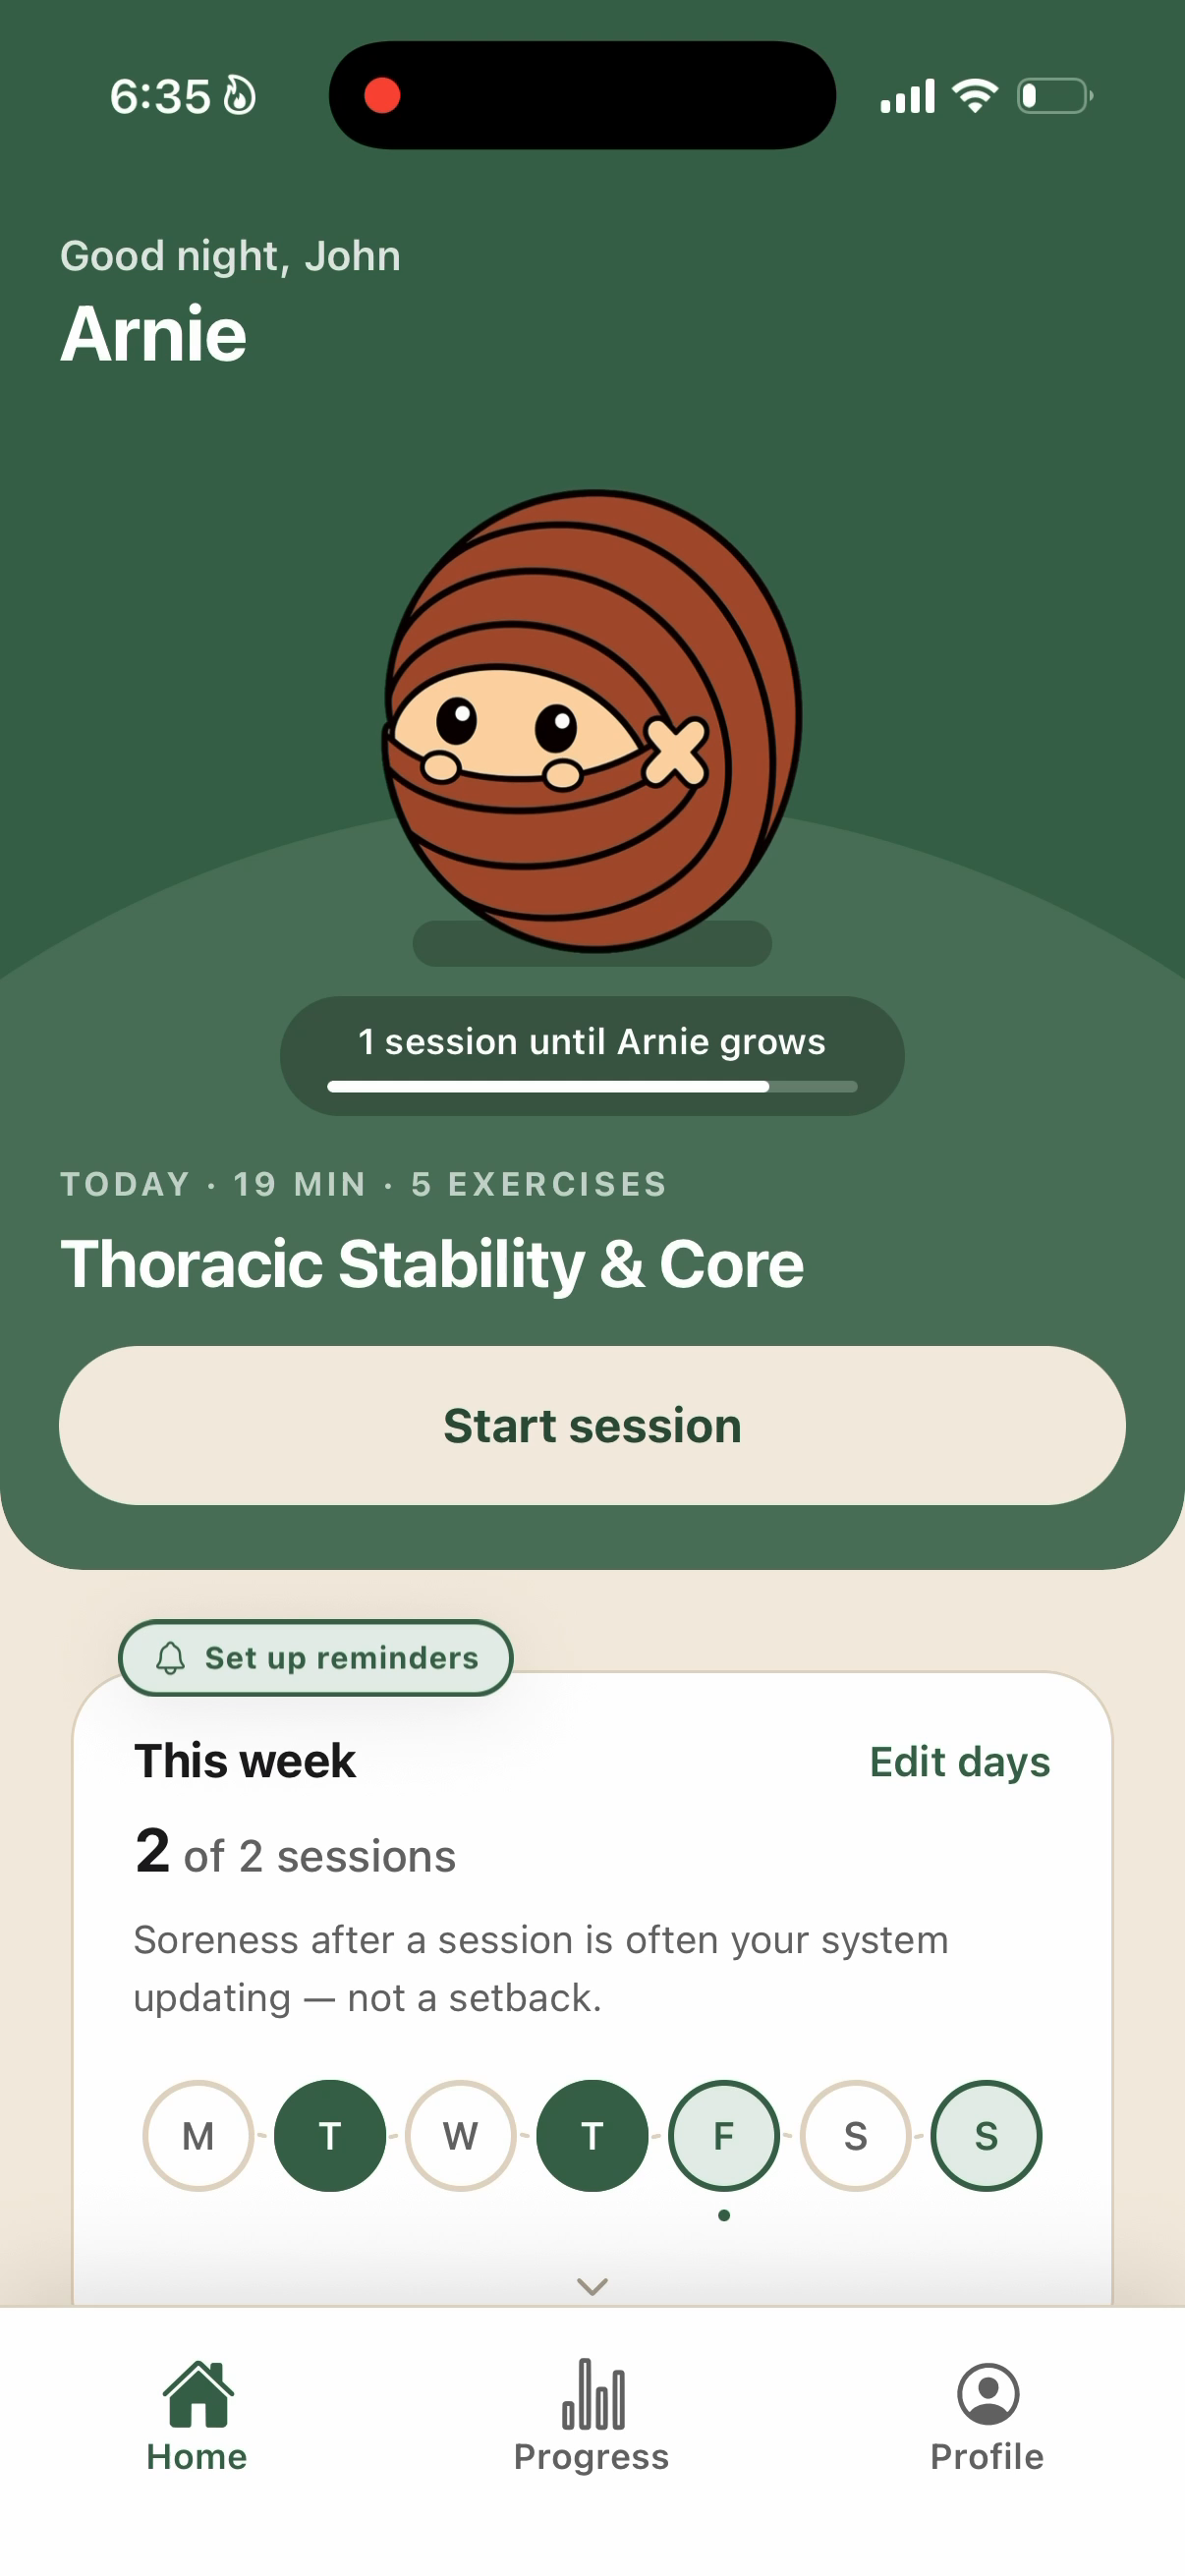 6:35
Good night, John
Arnie
1 session until Arnie grows
TODAY · 19 MIN · 5 EXERCISES
Thoracic Stability & Core
Start session
Set up reminders
This week
Edit days
2 of 2 sessions
Soreness after a session is often your system
updating — not a setback.
M T W T F S S
Home Progress Profile